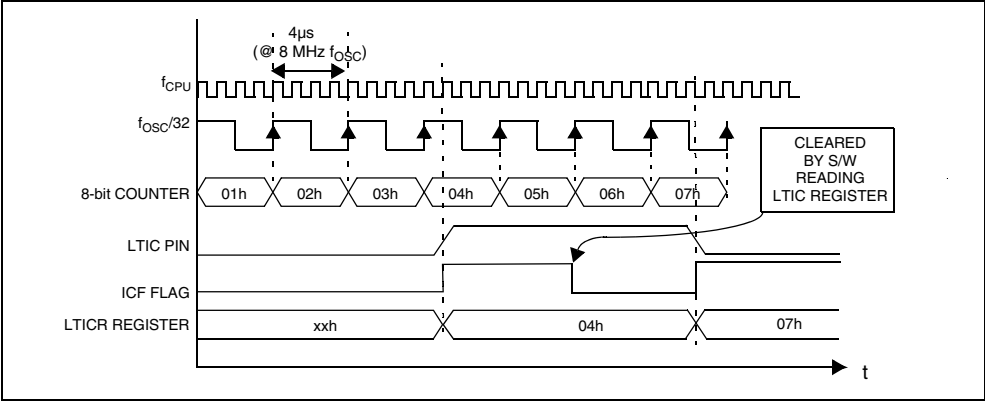 4µs
(@ 8 MHz fOSC)
fCPU
fOSC/32
CLEARED
BY S/W
READING
LTIC REGISTER
8-bit COUNTER 01h 02h 03h 04h 05h 06h 07h
LTIC PIN
ICF FLAG
LTICR REGISTER xxh 04h 07h
t